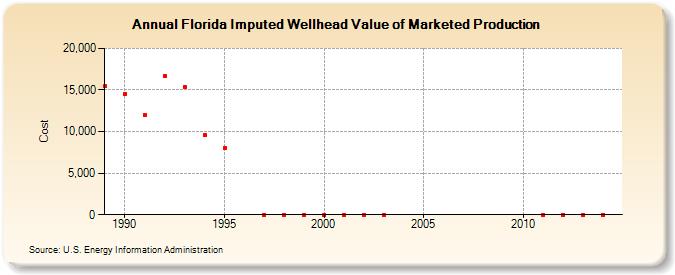 Annual Florida Imputed Wellhead Value of Marketed Production
Cost
20,000
15,000
10,000
5,000
0
1990 1995 2000 2005 2010
Source: U.S. Energy Information Administration